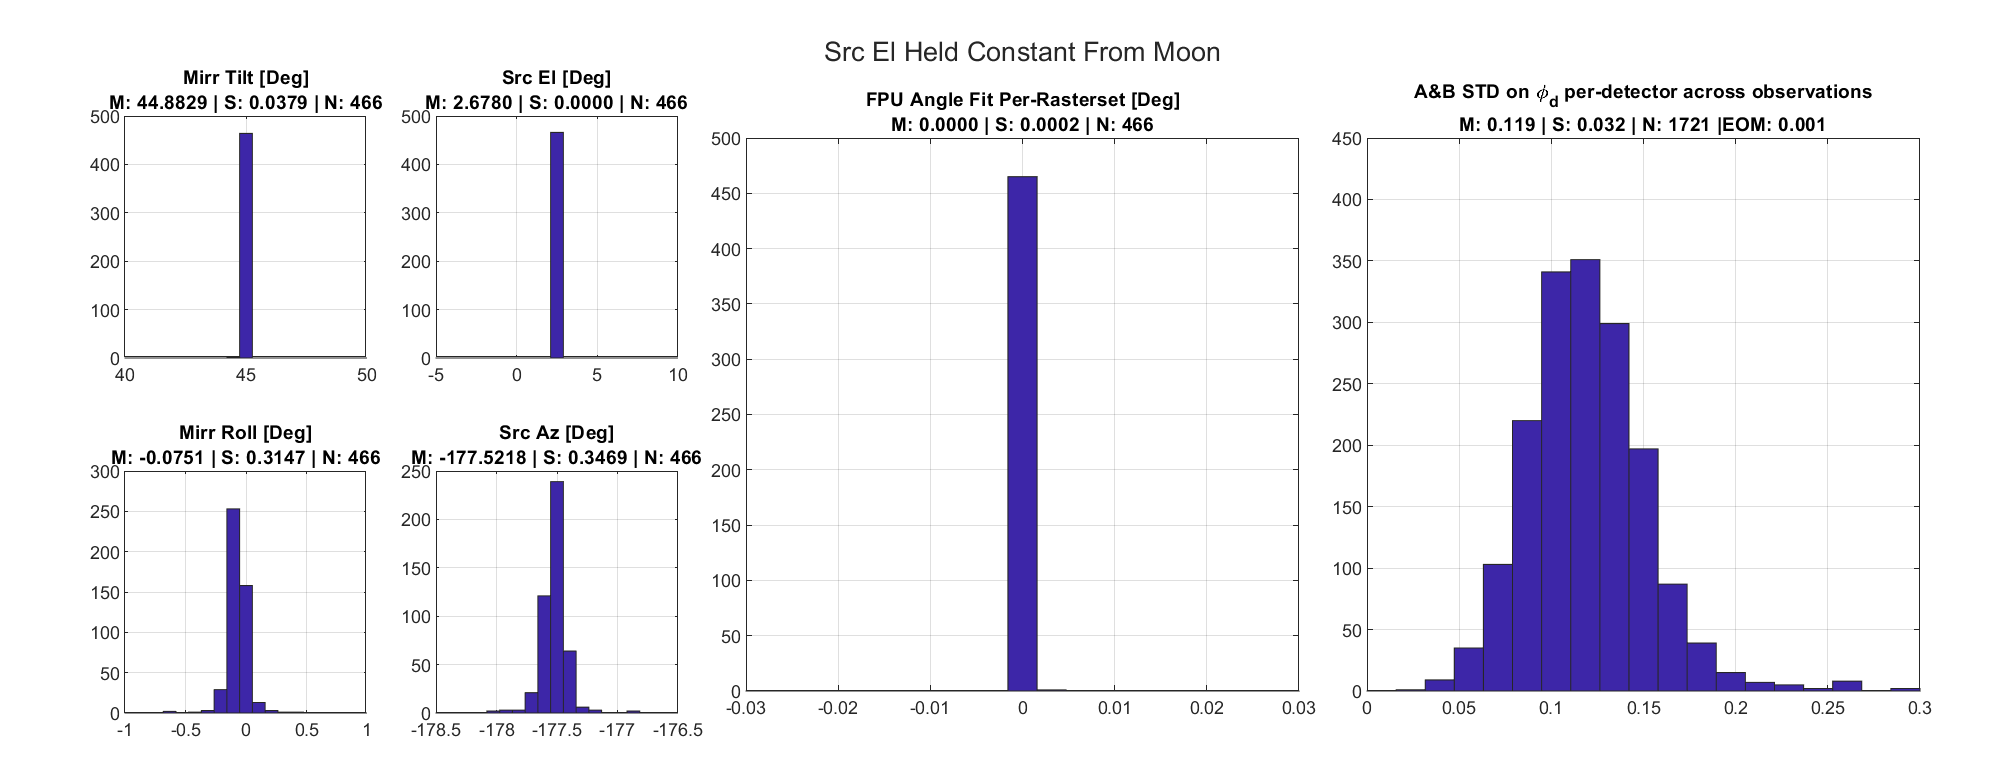 Src El Held Constant From Moon
Mirr Tilt [Deg]
M: 44.8829 | S: 0.0379 | N: 466
500
400
300
200
100
0
40 45 50
Src El [Deg]
M: 2.6780 | S: 0.0000 | N: 466
500
400
300
200
100
0
-5 0 5 10
Mirr Roll [Deg]
M: -0.0751 | S: 0.3147 | N: 466
300
250
200
150
100
50
0
-1 -0.5 0 0.5 1
Src Az [Deg]
M: -177.5218 | S: 0.3469 | N: 466
250
200
150
100
50
0
-178.5 -178 -177.5 -177 -176.5
FPU Angle Fit Per-Rasterset [Deg]
M: 0.0000 | S: 0.0002 | N: 466
500
450
400
350
300
250
200
150
100
50
0
-0.03 -0.02 -0.01 0 0.01 0.02 0.03
A&B STD on ϕd per-detector across observations
M: 0.119 | S: 0.032 | N: 1721 |EOM: 0.001
450
400
350
300
250
200
150
100
50
0
0 0.05 0.1 0.15 0.2 0.25 0.3